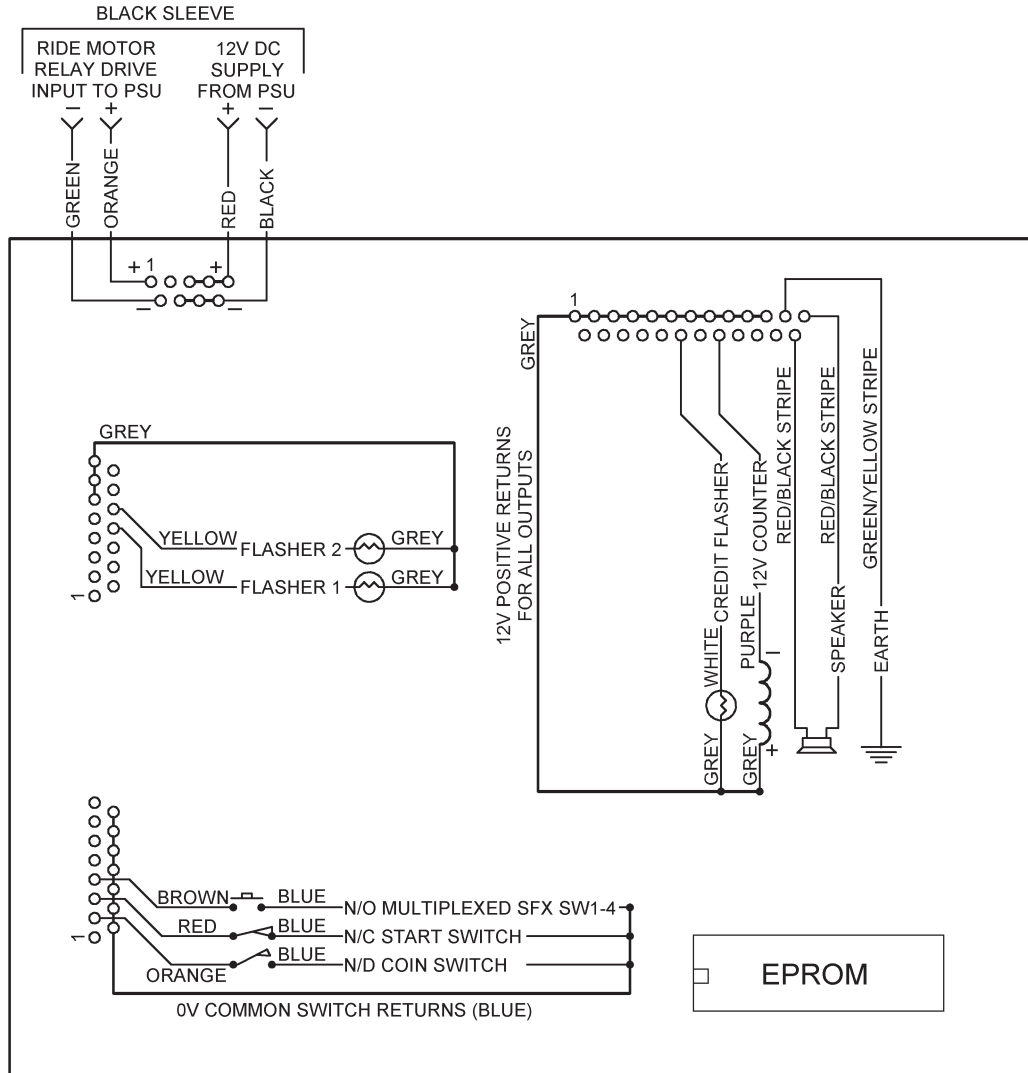 BLACK SLEEVE
RIDE MOTOR
RELAY DRIVE
INPUT TO PSU
12V DC
SUPPLY
FROM PSU
− +
+ −
GREEN
ORANGE
RED
BLACK
+ 1 +
− −
1
GREY
12V POSITIVE RETURNS
FOR ALL OUTPUTS
CREDIT FLASHER
WHITE
GREY
12V COUNTER
PURPLE
−
+
GREY
RED/BLACK STRIPE
RED/BLACK STRIPE
SPEAKER
GREEN/YELLOW STRIPE
EARTH
GREY
YELLOW FLASHER 2 GREY
YELLOW FLASHER 1 GREY
1
BROWN BLUE N/O MULTIPLEXED SFX SW1-4
RED BLUE N/C START SWITCH
ORANGE BLUE N/D COIN SWITCH
1
0V COMMON SWITCH RETURNS (BLUE)
EPROM